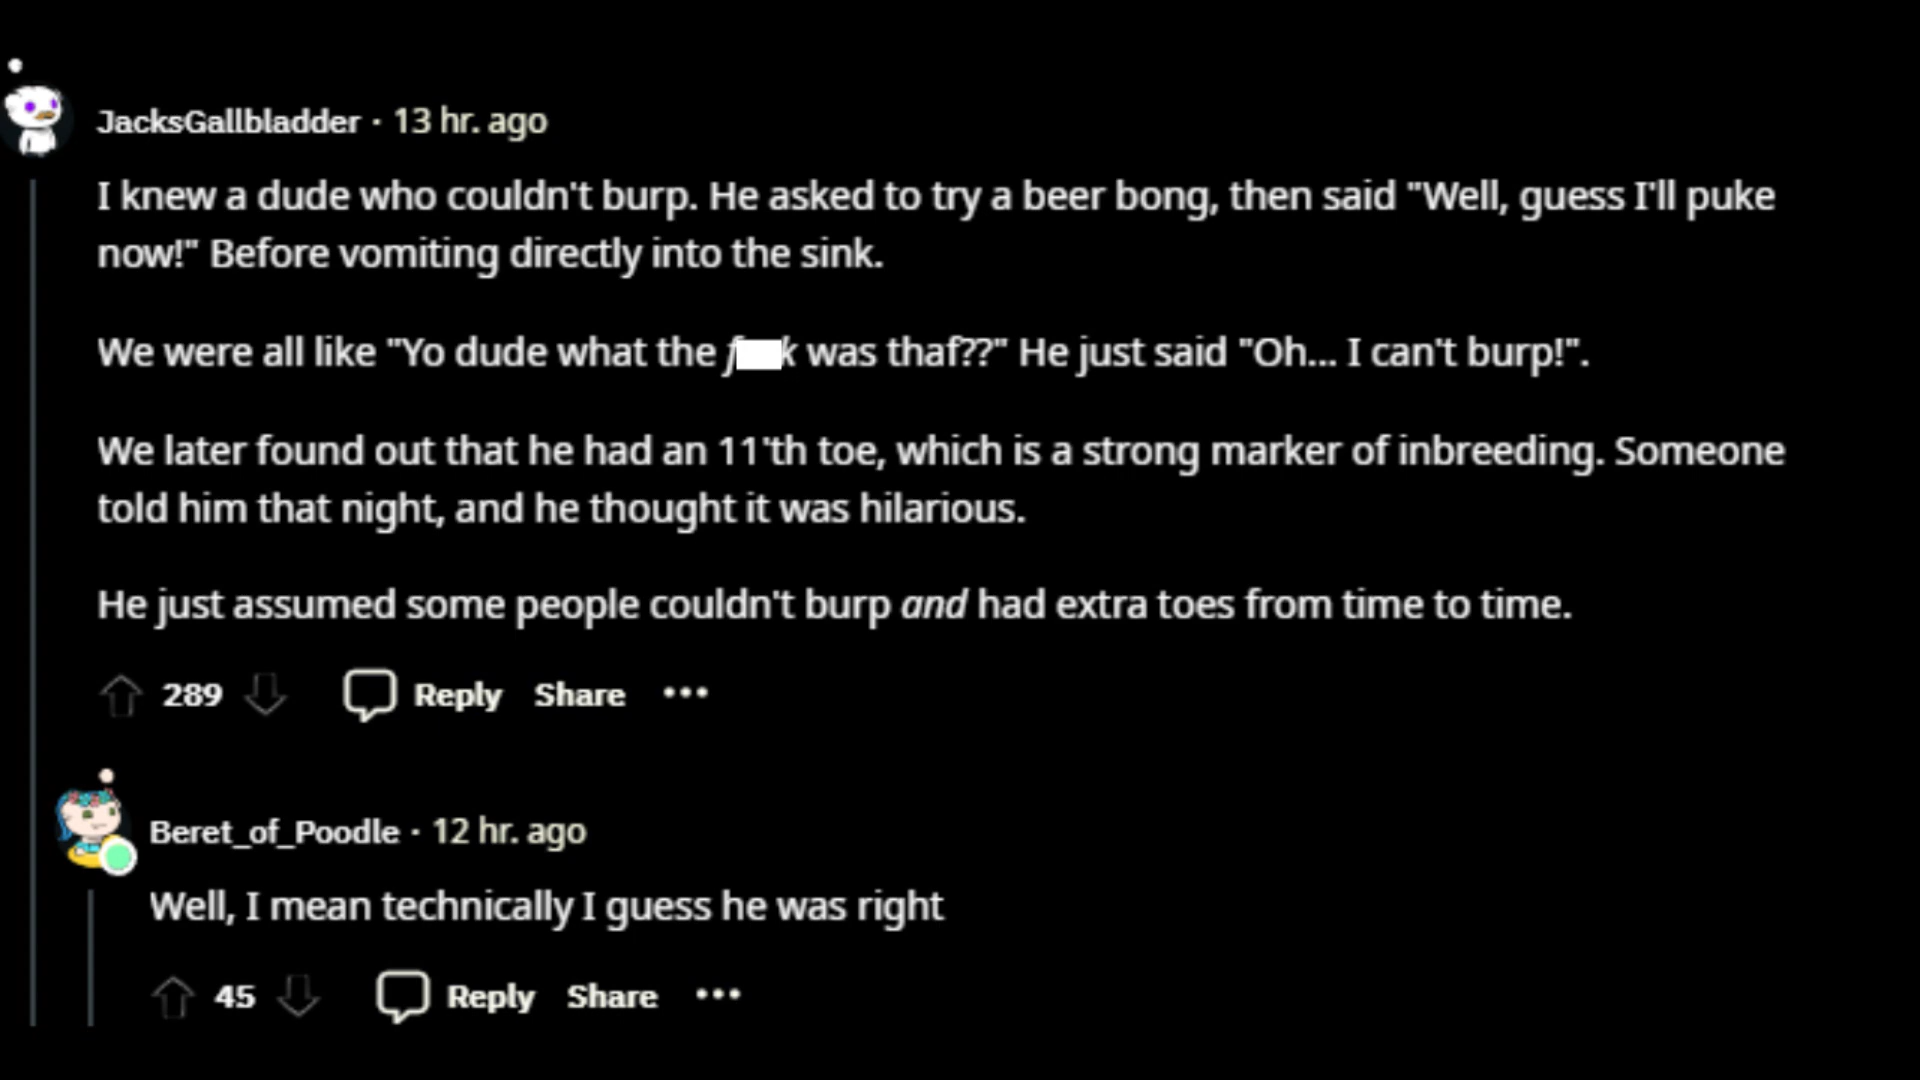 JacksGallbladder · 13 hr. ago
I knew a dude who couldn't burp. He asked to try a beer bong, then said "Well, guess I'll puke
now!" Before vomiting directly into the sink.
We were all like "Yo dude what the f k was thaf??" He just said "Oh... I can't burp!".
We later found out that he had an 11'th toe, which is a strong marker of inbreeding. Someone
told him that night, and he thought it was hilarious.
He just assumed some people couldn't burp and had extra toes from time to time.
289 Reply Share ...
Beret_of_Poodle · 12 hr. ago
Well, I mean technically I guess he was right
45 Reply Share ...